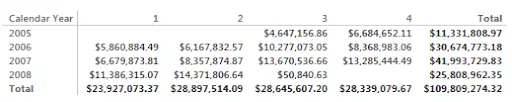 Calendar Year 1 2 3 4 Total
2005 $4,647,156.86 $6,684,652.11 $11,331,808.97
2006 $5,860,884.49 $6,167,832.57 $10,277,073.05 $8,368,983.06 $30,674,773.18
2007 $6,679,873.81 $8,357,874.87 $13,670,536.66 $13,285,444.49 $41,993,729.83
2008 $11,386,315.07 $14,371,806.64 $50,840.63 $25,808,962.35
Total $23,927,073.37 $28,897,514.09 $28,645,607.20 $28,339,079.67 $109,809,274.32